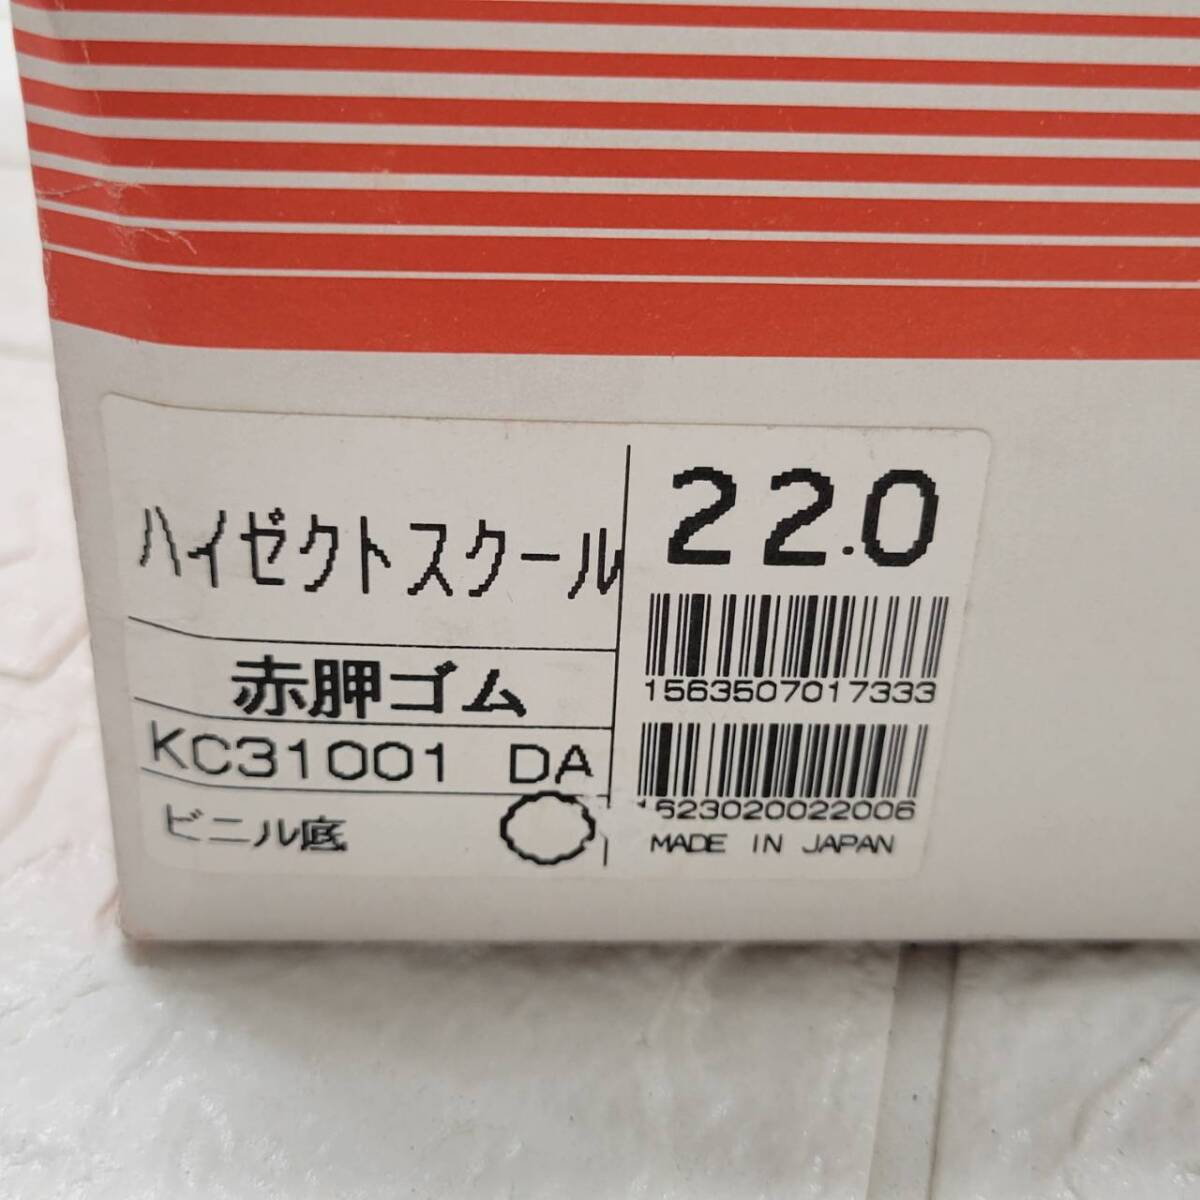 ハイゼクトスクール
赤胛ゴム
KC31001 DA
ビニル底
22.0
1563507017333
1623020022006
MADE IN JAPAN